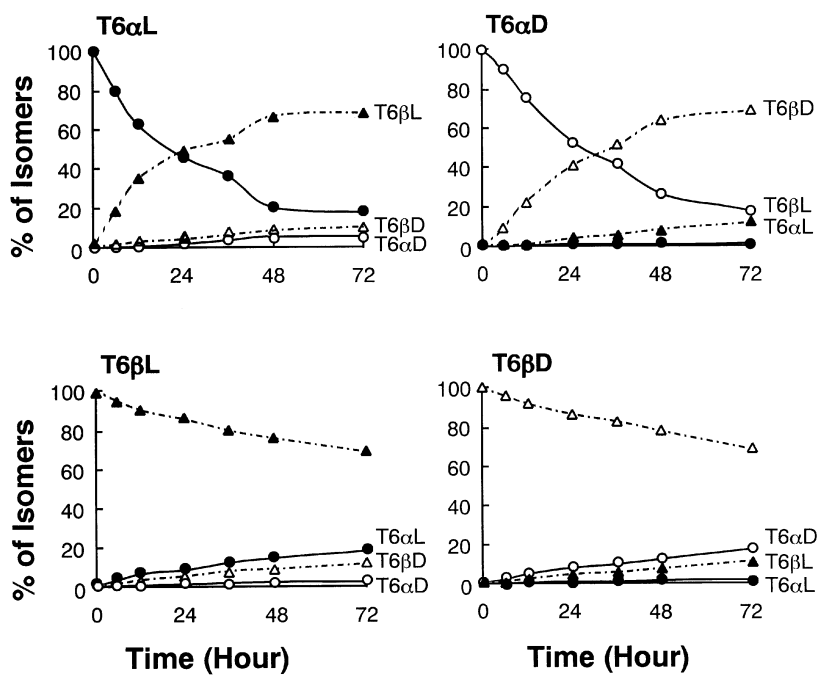 T6αL
% of Isomers
100
80
60
40
20
0
T6βL
T6βD
T6αD
0 24 48 72
T6αD
100
80
60
40
20
0
T6βD
T6βL
T6αL
0 24 48 72
T6βL
% of Isomers
100
80
60
40
20
0
T6αL
T6βD
T6αD
0 24 48 72
Time (Hour)
T6βD
100
80
60
40
20
0
T6αD
T6βL
T6αL
0 24 48 72
Time (Hour)